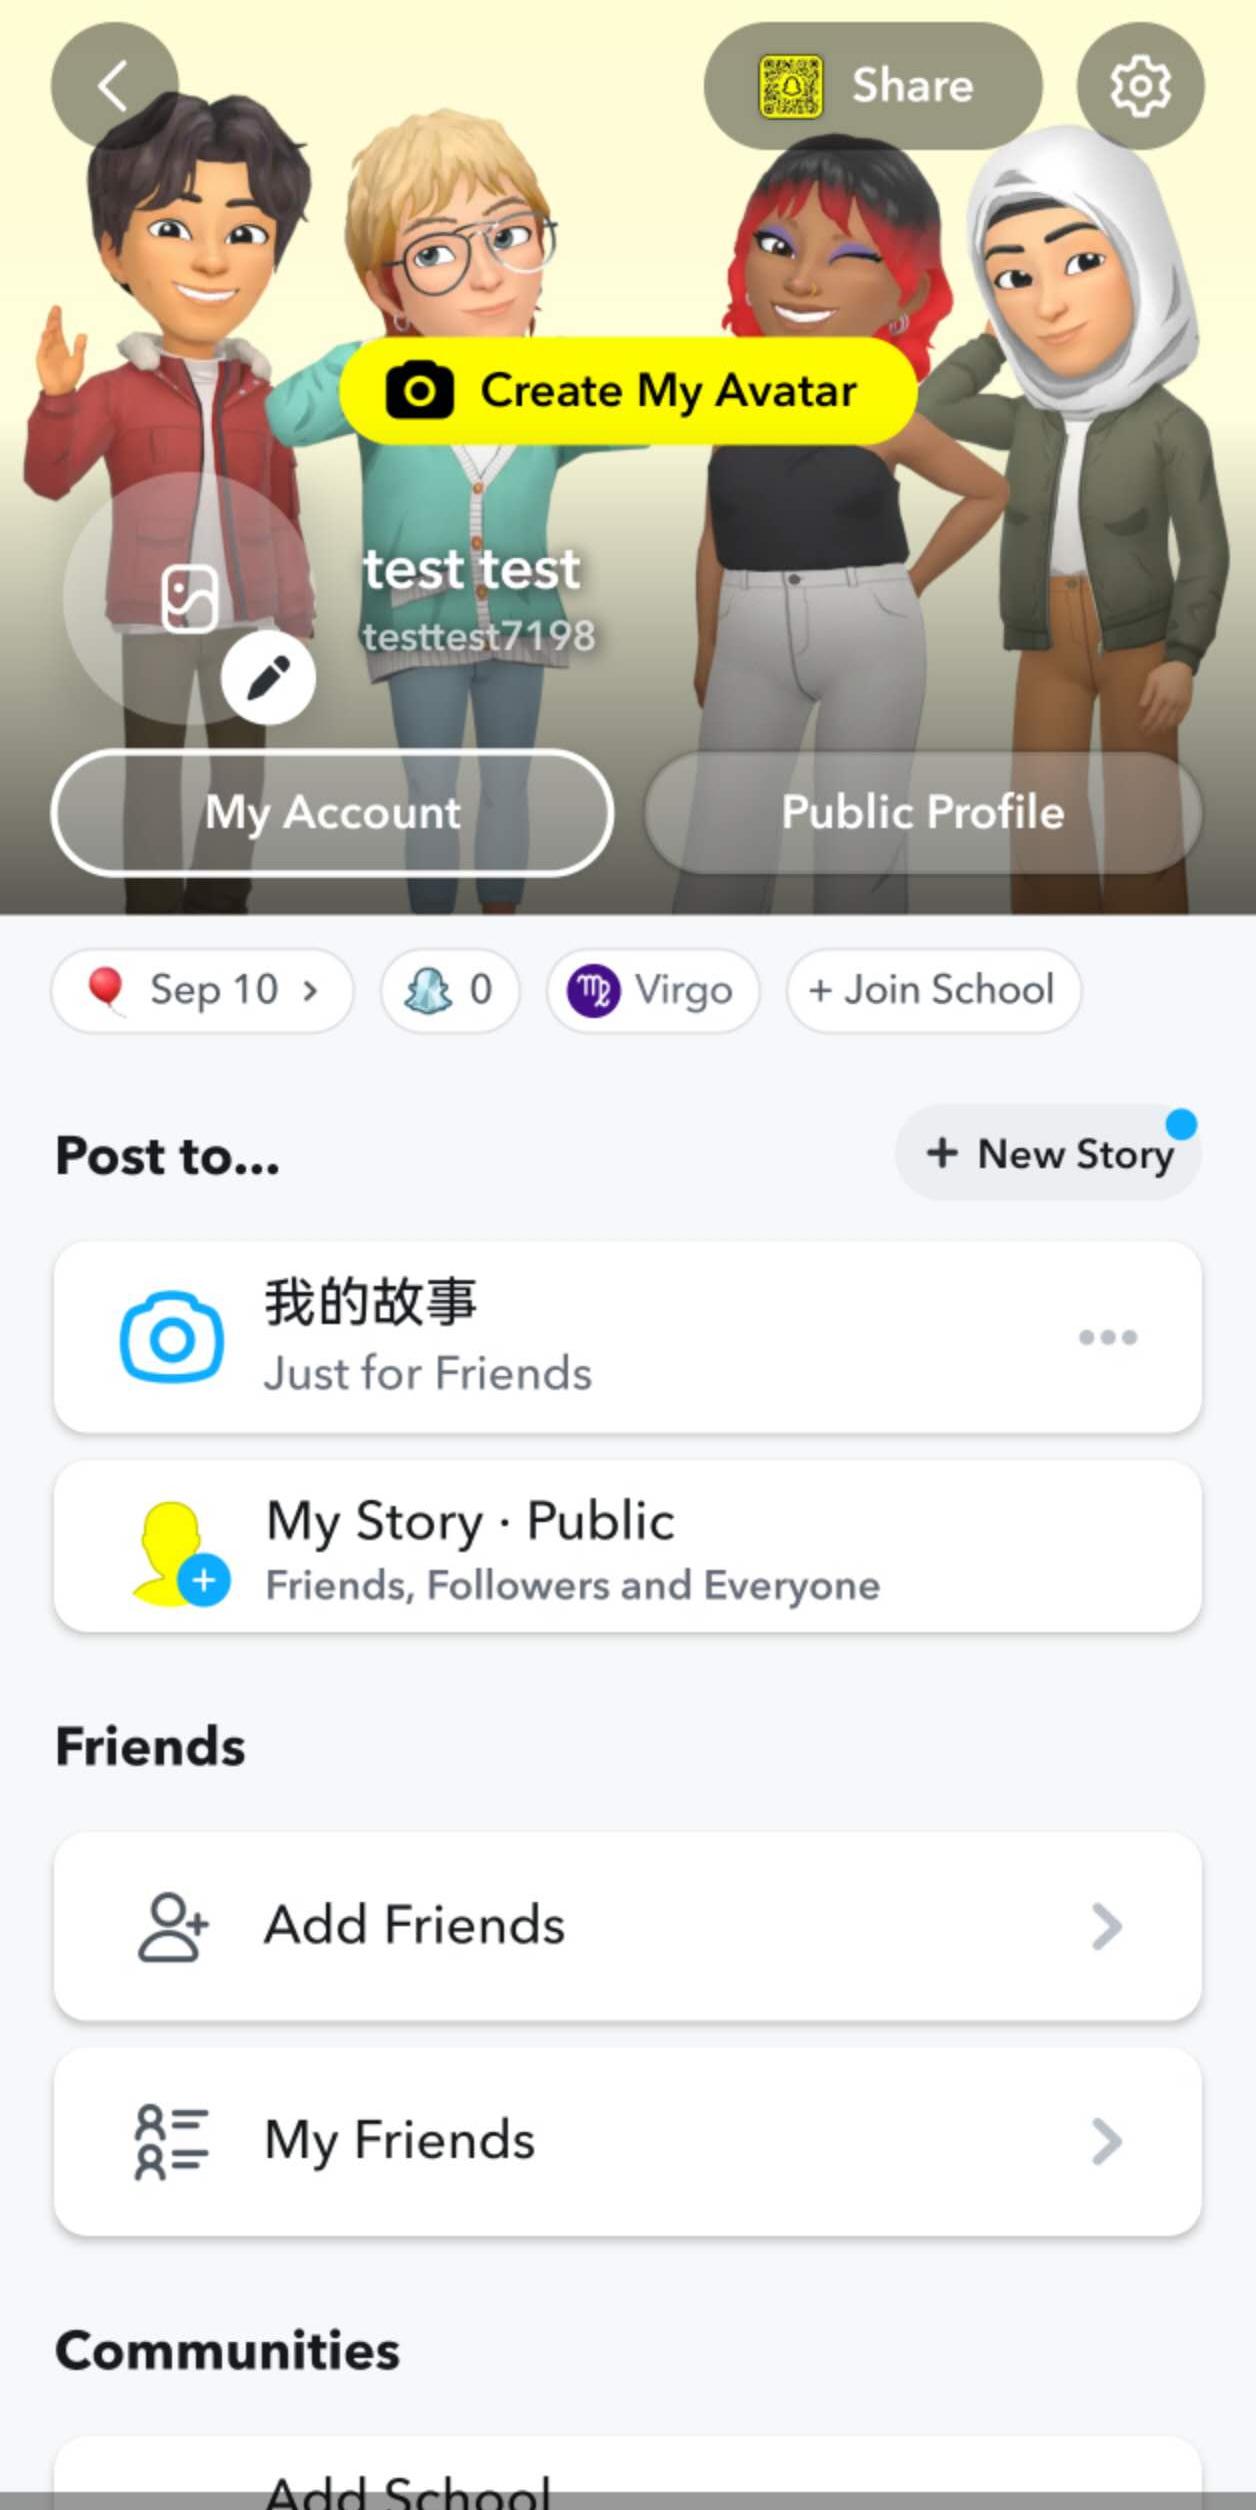 Share
Create My Avatar
test test
testtest7198
My Account
Public Profile
Sep 10
0
Virgo
+ Join School
Post to...
+ New Story
我的故事
Just for Friends
My Story · Public
Friends, Followers and Everyone
Friends
Add Friends
My Friends
Communities
Add School